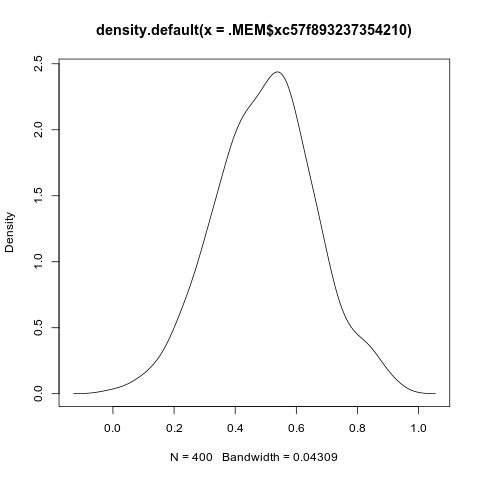 density.default(x = .MEM$xc57f893237354210)
Density
2.5
2.0
1.5
1.0
0.5
0.0
0.0 0.2 0.4 0.6 0.8 1.0
N = 400 Bandwidth = 0.04309